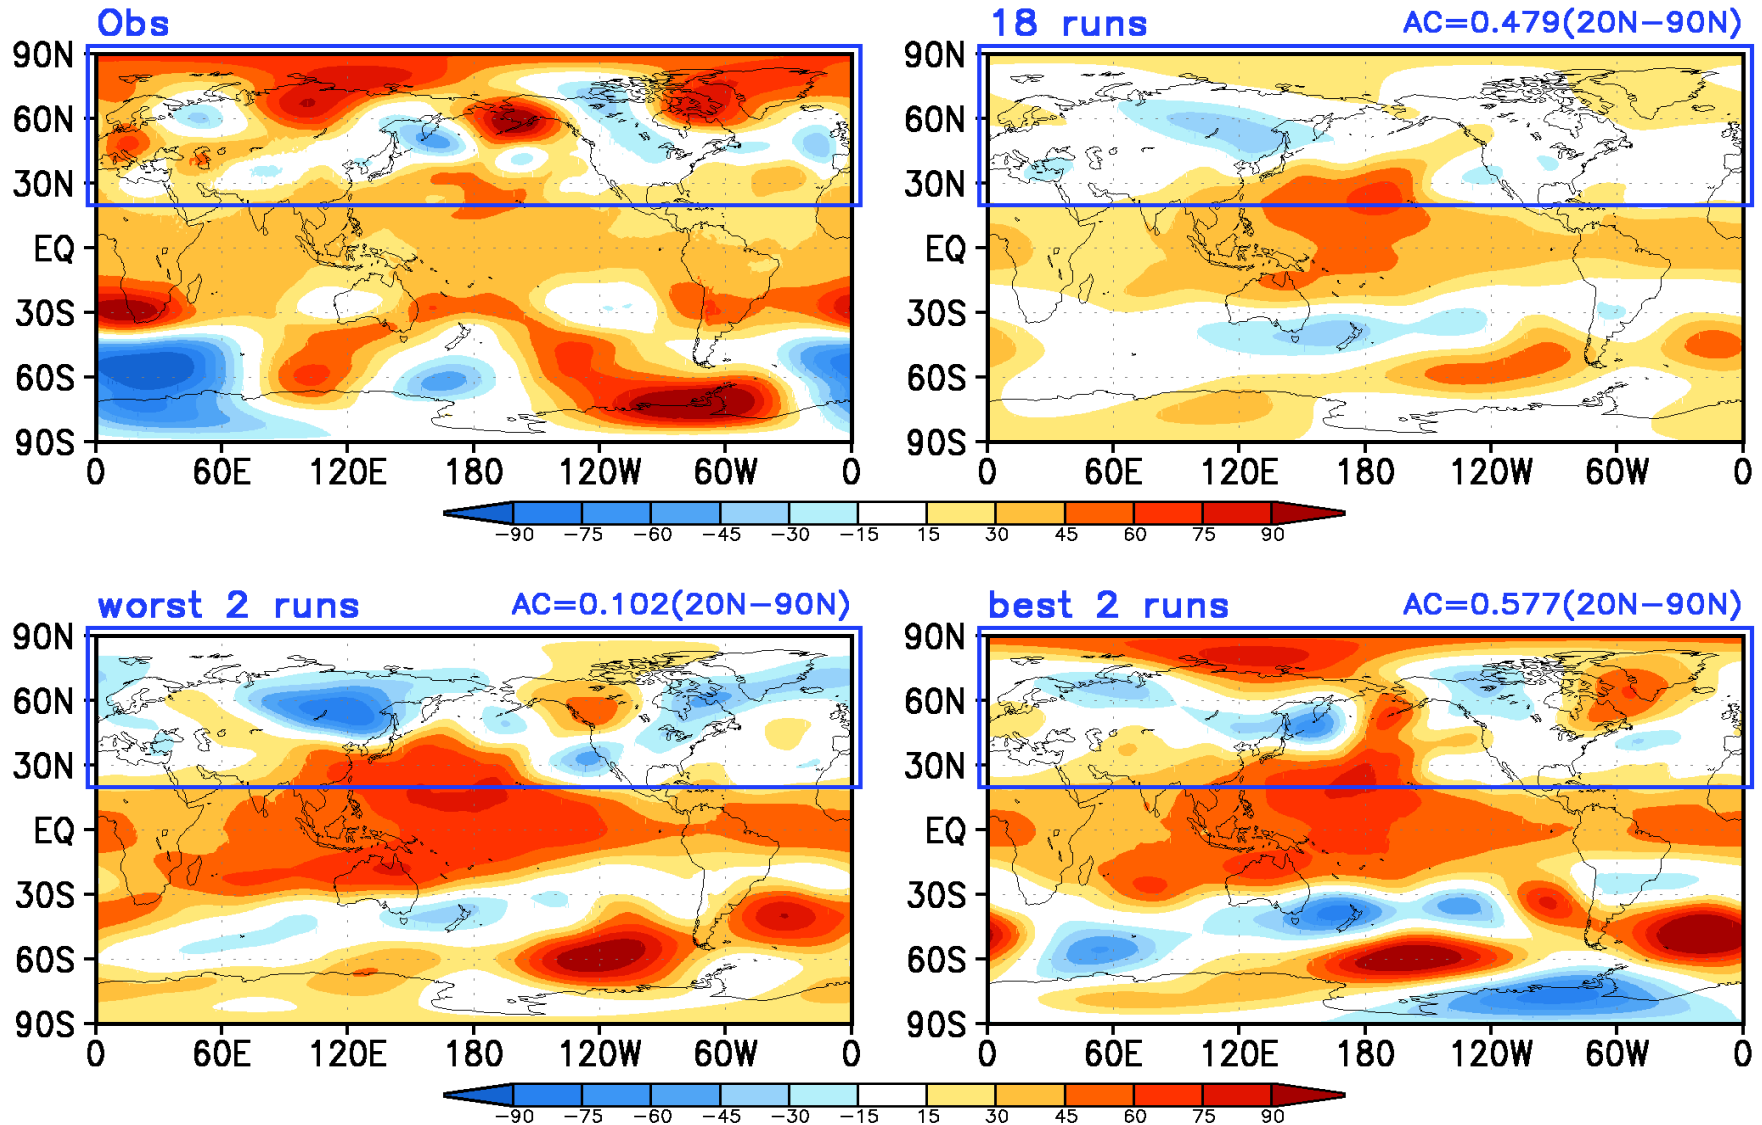 Obs
18 runs AC=0.479(20N−90N)
90N
60N
30N
EQ
30S
60S
90S
0 60E 120E 180 120W 60W 0
90N
60N
30N
EQ
30S
60S
90S
0 60E 120E 180 120W 60W 0
−90 −75 −60 −45 −30 −15 15 30 45 60 75 90
worst 2 runs AC=0.102(20N−90N)
best 2 runs AC=0.577(20N−90N)
90N
60N
30N
EQ
30S
60S
90S
0 60E 120E 180 120W 60W 0
90N
60N
30N
EQ
30S
60S
90S
0 60E 120E 180 120W 60W 0
−90 −75 −60 −45 −30 −15 15 30 45 60 75 90